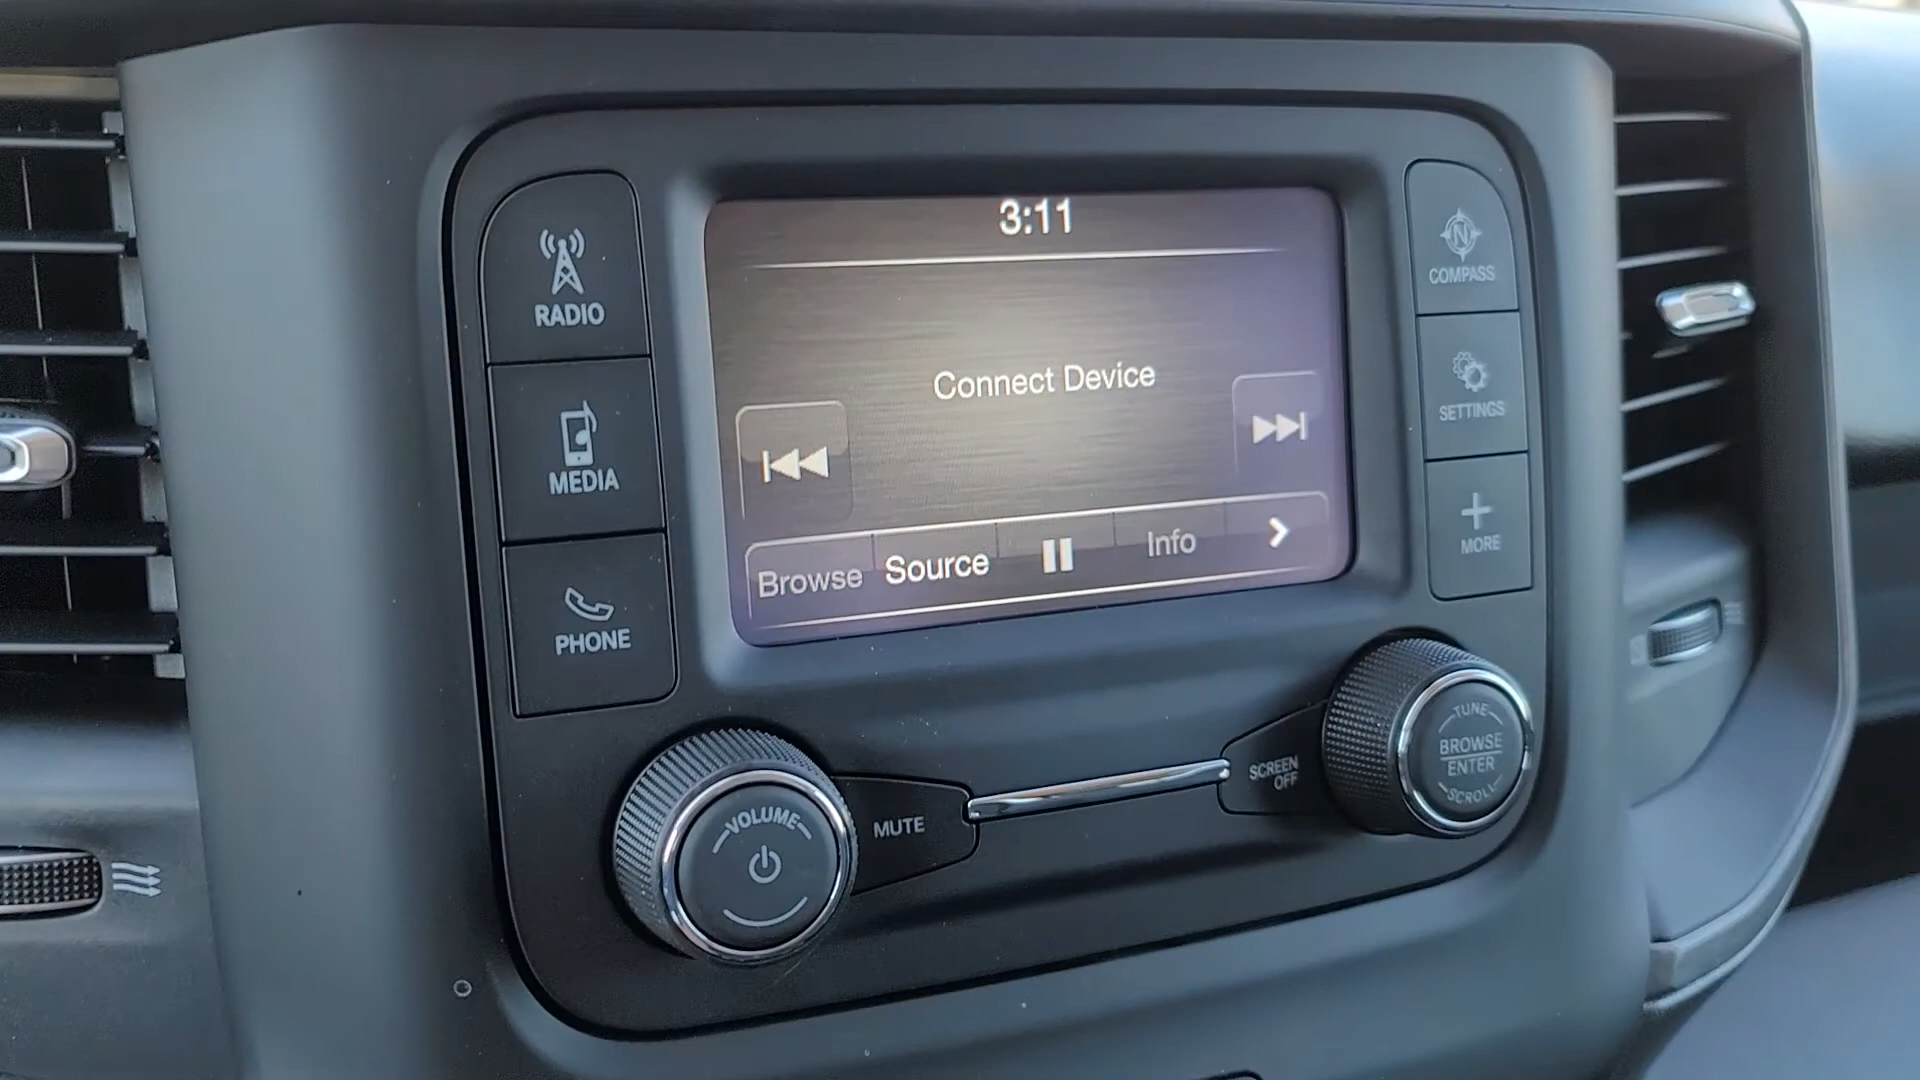 3:11
RADIO
COMPASS
Connect Device
SETTINGS
MEDIA
Browse Source Info
MORE
PHONE
TUNE
BROWSE
ENTER
SCROLL
SCREEN
OFF
VOLUME
MUTE